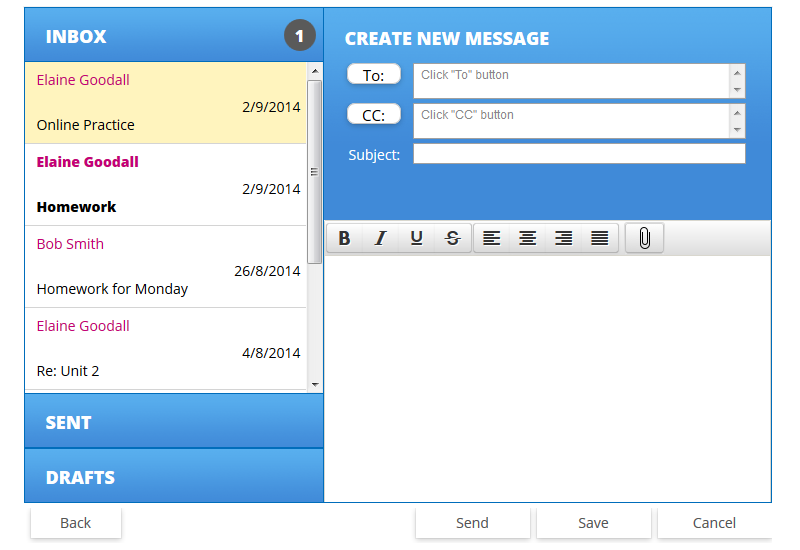 INBOX
1
Elaine Goodall
2/9/2014
Online Practice
Elaine Goodall
2/9/2014
Homework
Bob Smith
26/8/2014
Homework for Monday
Elaine Goodall
4/8/2014
Re: Unit 2
SENT
DRAFTS
CREATE NEW MESSAGE
To:
Click "To" button
CC:
Click "CC" button
Subject:
B I U S
Back
Send
Save
Cancel